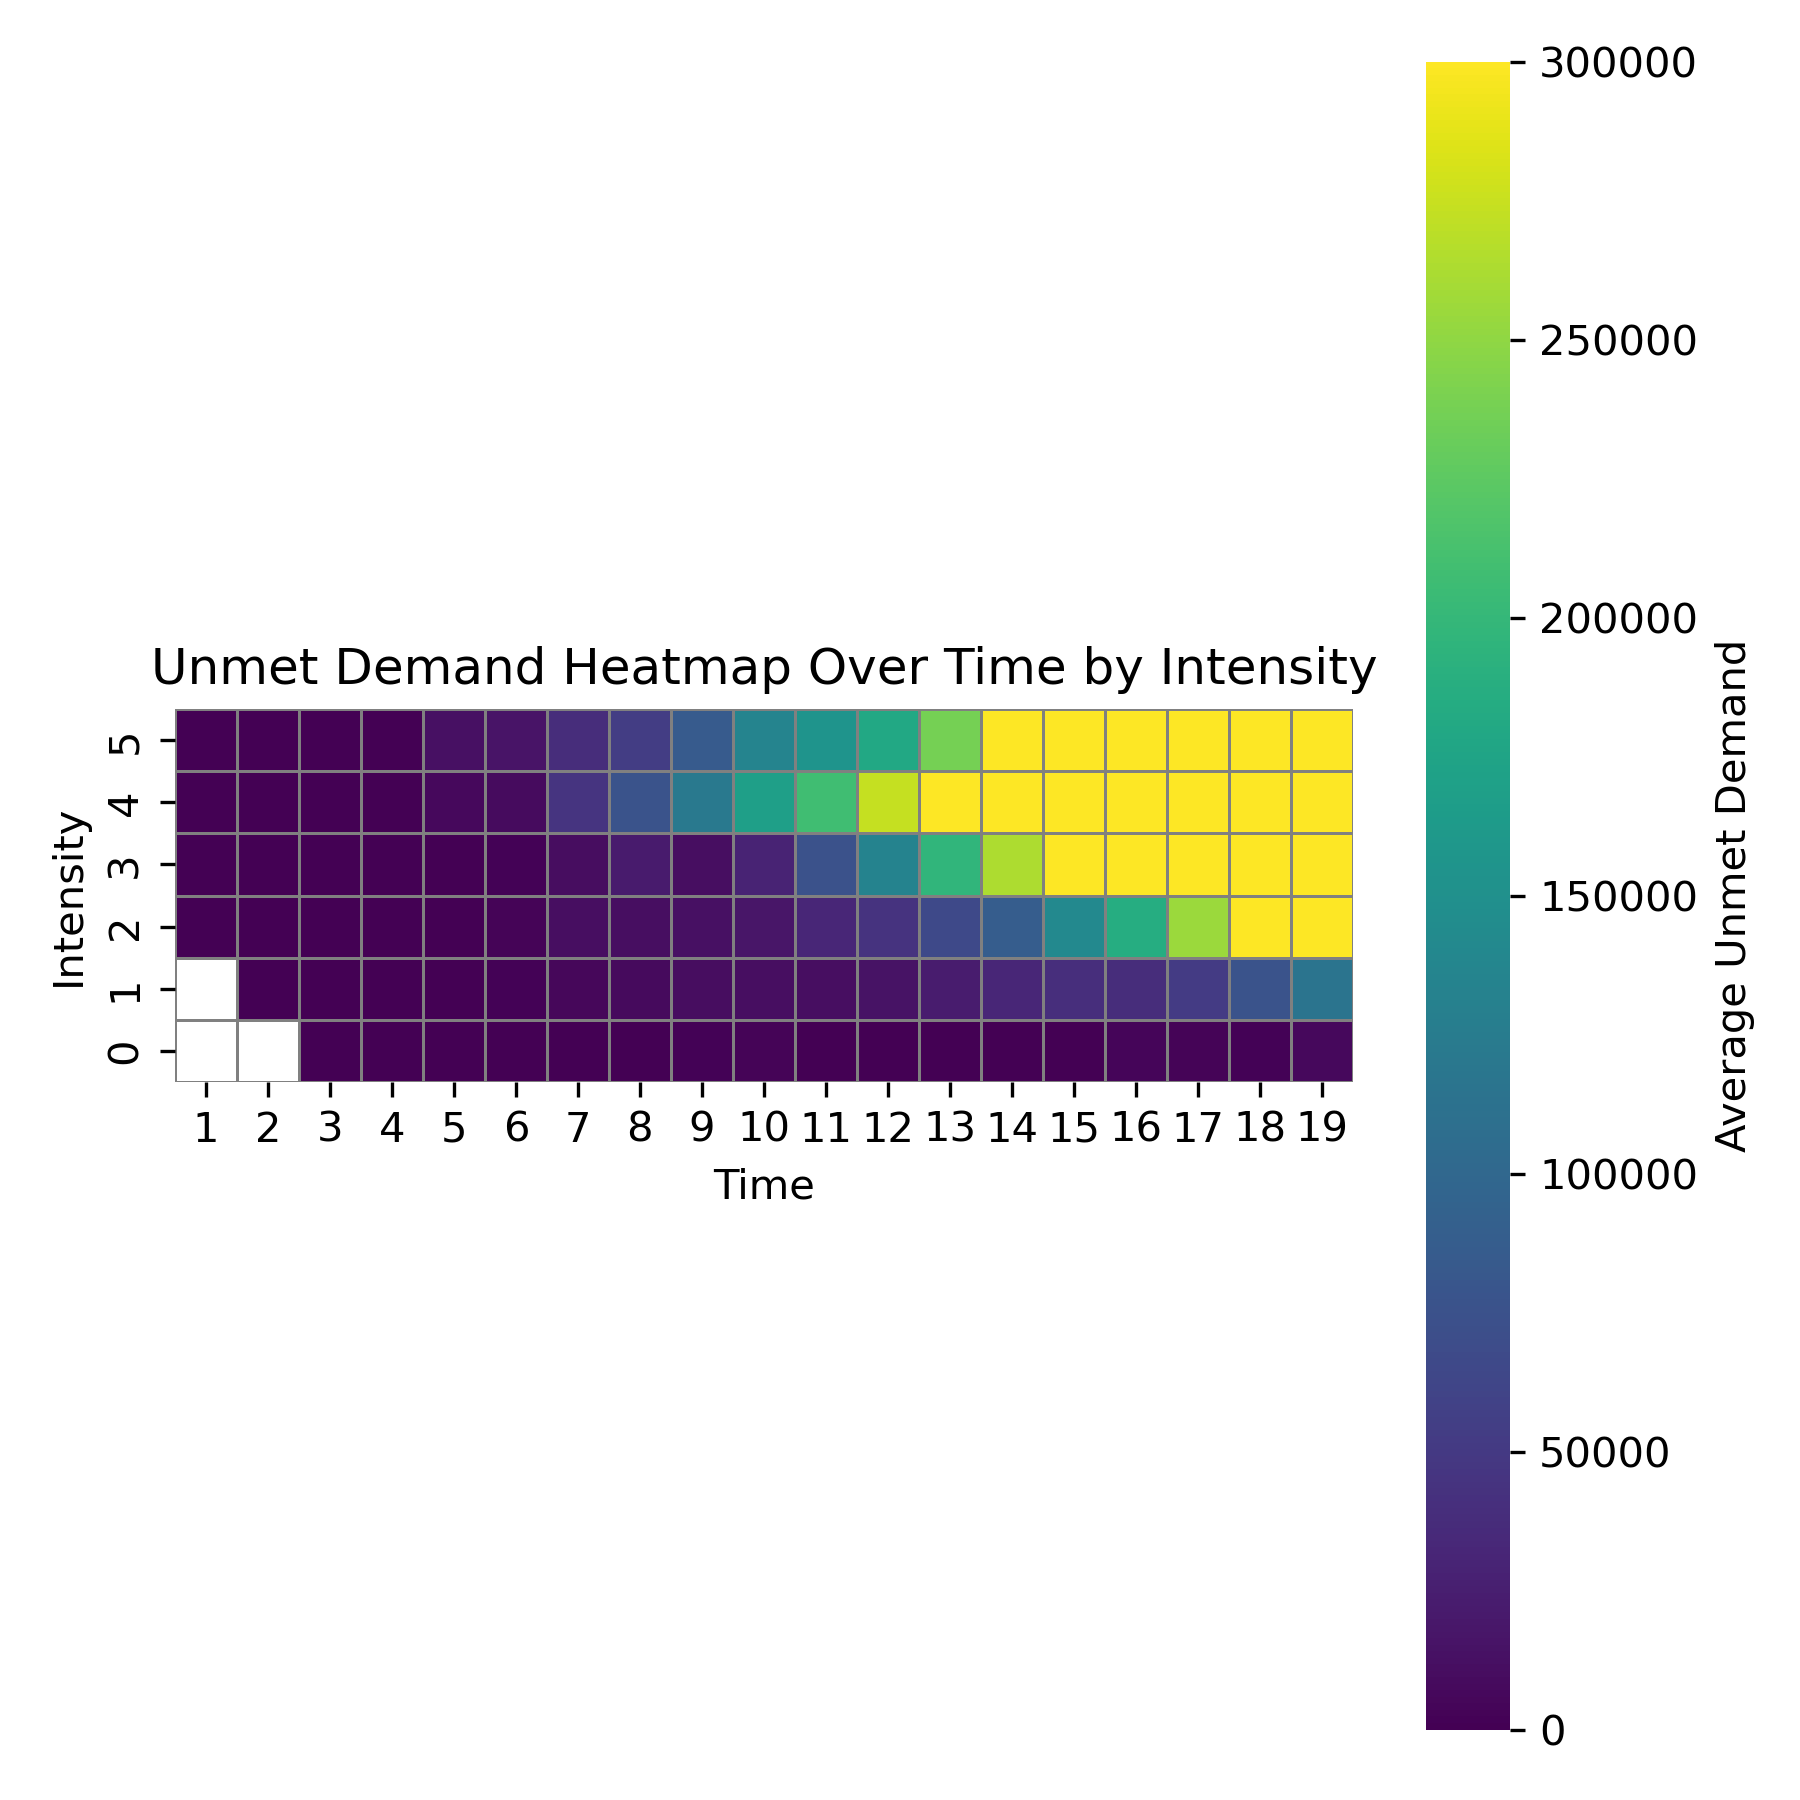 Unmet Demand Heatmap Over Time by Intensity
Intensity
5
4
3
2
1
0
1 2 3 4 5 6 7 8 9 10 11 12 13 14 15 16 17 18 19
Time
300000
250000
200000
150000
100000
50000
0
Average Unmet Demand